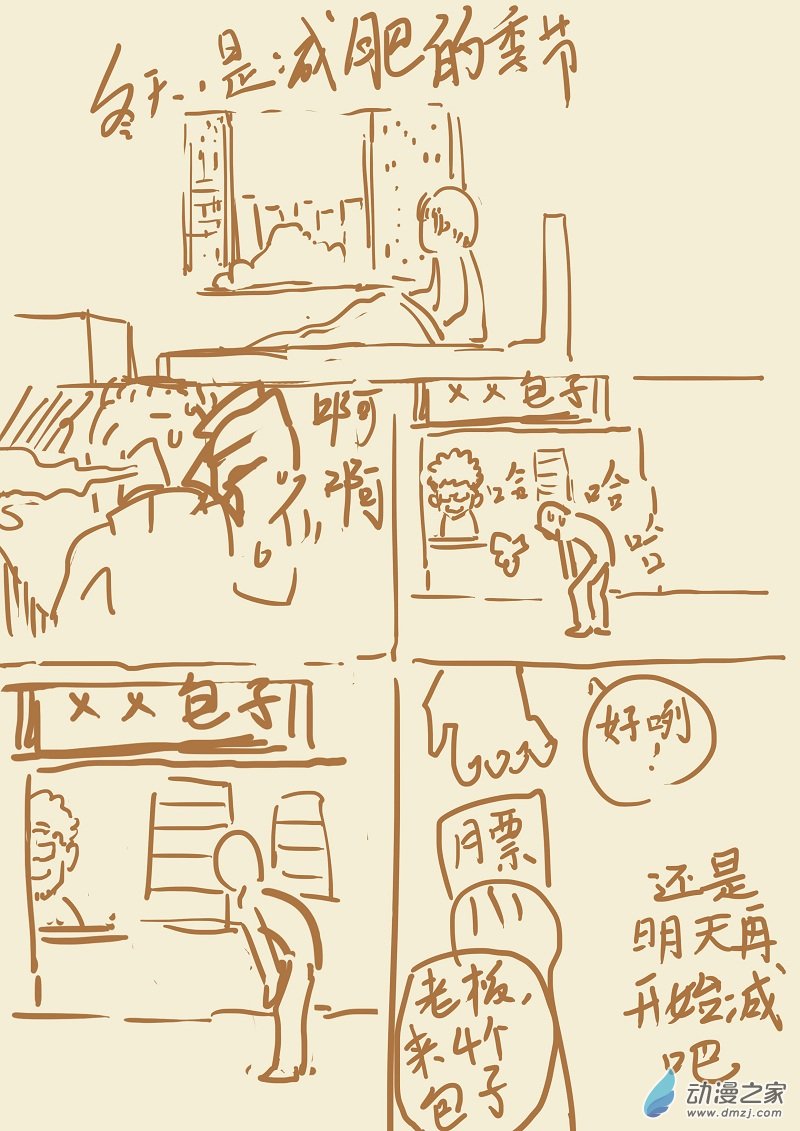 冬天,是减肥的季节
啊
啊
×× 包子
哈
哈
哈
×× 包子
好咧!
月票
老板,
来4个
包子
还是
明天再
开始减
吧
动漫之家
www.dmzj.com